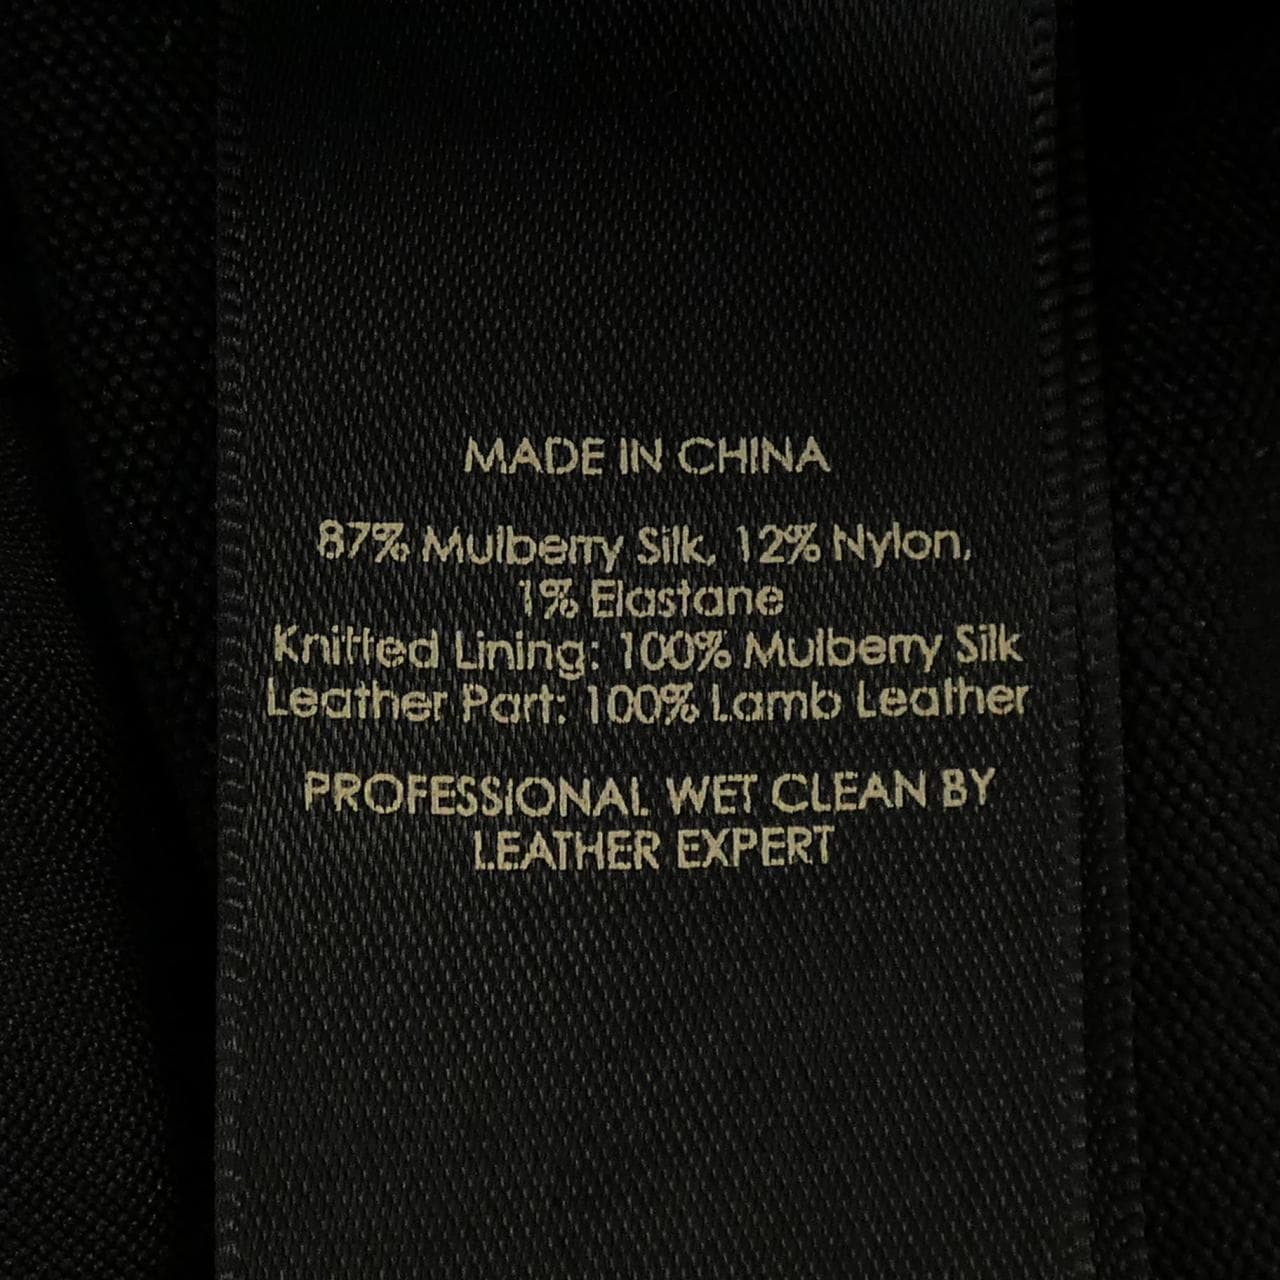 MADE IN CHINA
87% Mulberry Silk, 12% Nylon,
1% Elastane
Knitted Lining: 100% Mulberry Silk
Leather Part: 100% Lamb Leather
PROFESSIONAL WET CLEAN BY
LEATHER EXPERT